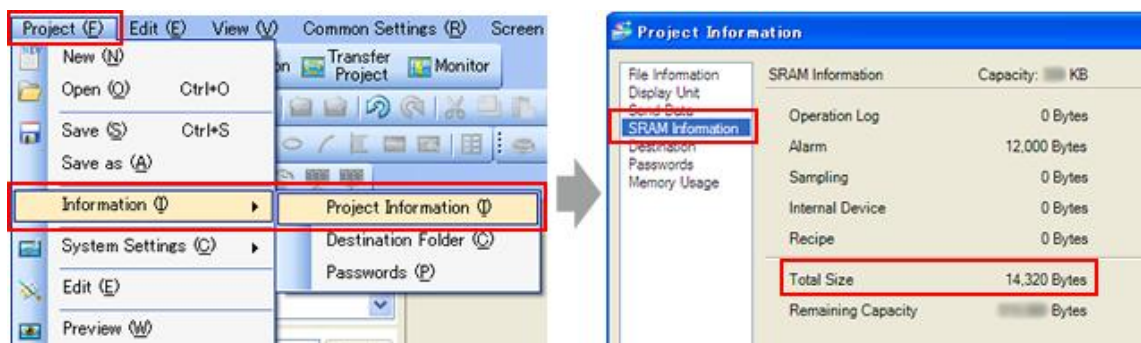 Project (F) Edit (E) View (V) Common Settings (R) Screen
New (N)
Open (O) Ctrl+O
Transfer Project
Monitor
Save (S) Ctrl+S
Save as (A)
Information (I)
Project Information (I)
Destination Folder (C)
Passwords (P)
System Settings (C)
Edit (E)
Preview (W)
Project Information
File Information
Display Unit
Send Data
SRAM Information
Destination
Passwords
Memory Usage
SRAM Information Capacity: KB
Operation Log 0 Bytes
Alarm 12,000 Bytes
Sampling 0 Bytes
Internal Device 0 Bytes
Recipe 0 Bytes
Total Size 14,320 Bytes
Remaining Capacity Bytes